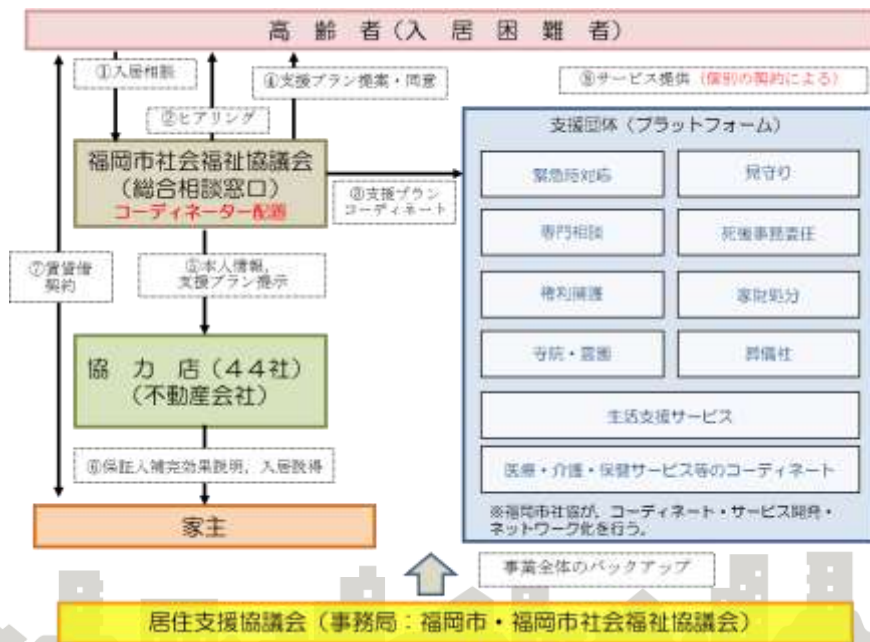 高齢者(入居困難者)
①入居相談
④支援プラン提案・同意
⑧サービス提供(個別の契約による)
②ヒアリング
支援団体(プラットフォーム)
福岡市社会福祉協議会
(総合相談窓口)
コーディネーター配置
③支援プラン
コーディネート
緊急時対応
見守り
専門相談
死後事務委任
⑦賃貸借
契約
⑤本人情報,
支援プラン提示
権利擁護
家財処分
協力店(44社)
(不動産会社)
寺院・霊園
葬儀社
生活支援サービス
⑥保証人補完効果説明,入居説得
医療・介護・保健サービス等のコーディネート
家主
※福岡市社協が、コーディネート・サービス開発・
ネットワーク化を行う。
事業全体のバックアップ
居住支援協議会(事務局:福岡市・福岡市社会福祉協議会)